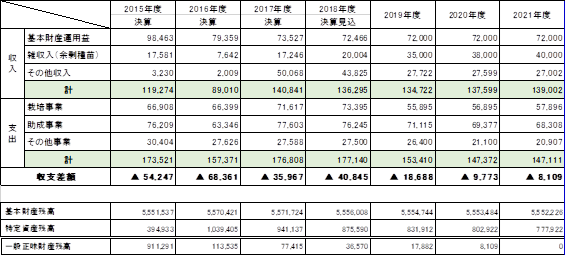 2015年度 2016年度 2017年度 2018年度 2019年度 2020年度 2021年度
決算 決算 決算 決算見込
収入
基本財産運用益 98,463 79,359 73,527 72,466 72,000 72,000 72,000
雑収入(余剰種苗) 17,581 7,642 17,246 20,004 35,000 38,000 40,000
その他収入 3,230 2,009 50,068 43,825 27,722 27,599 27,002
計 119,274 89,010 140,841 136,295 134,722 137,599 139,002
支出
栽培事業 66,908 66,399 71,617 73,395 55,895 56,895 57,896
助成事業 76,209 63,346 77,603 76,245 71,115 69,377 68,308
その他事業 30,404 27,626 27,588 27,500 26,400 21,100 20,907
計 173,521 157,371 176,808 177,140 153,410 147,372 147,111
収支差額 ▲ 54,247 ▲ 68,361 ▲ 35,967 ▲ 40,845 ▲ 18,688 ▲ 9,773 ▲ 8,109
基本財産残高 5,551,537 5,570,421 5,571,724 5,556,008 5,554,744 5,553,484 5,552,226
特定資産残高 394,933 1,039,405 941,137 875,590 831,912 802,922 777,922
一般正味財産残高 911,291 113,535 77,415 36,570 17,882 8,109 0